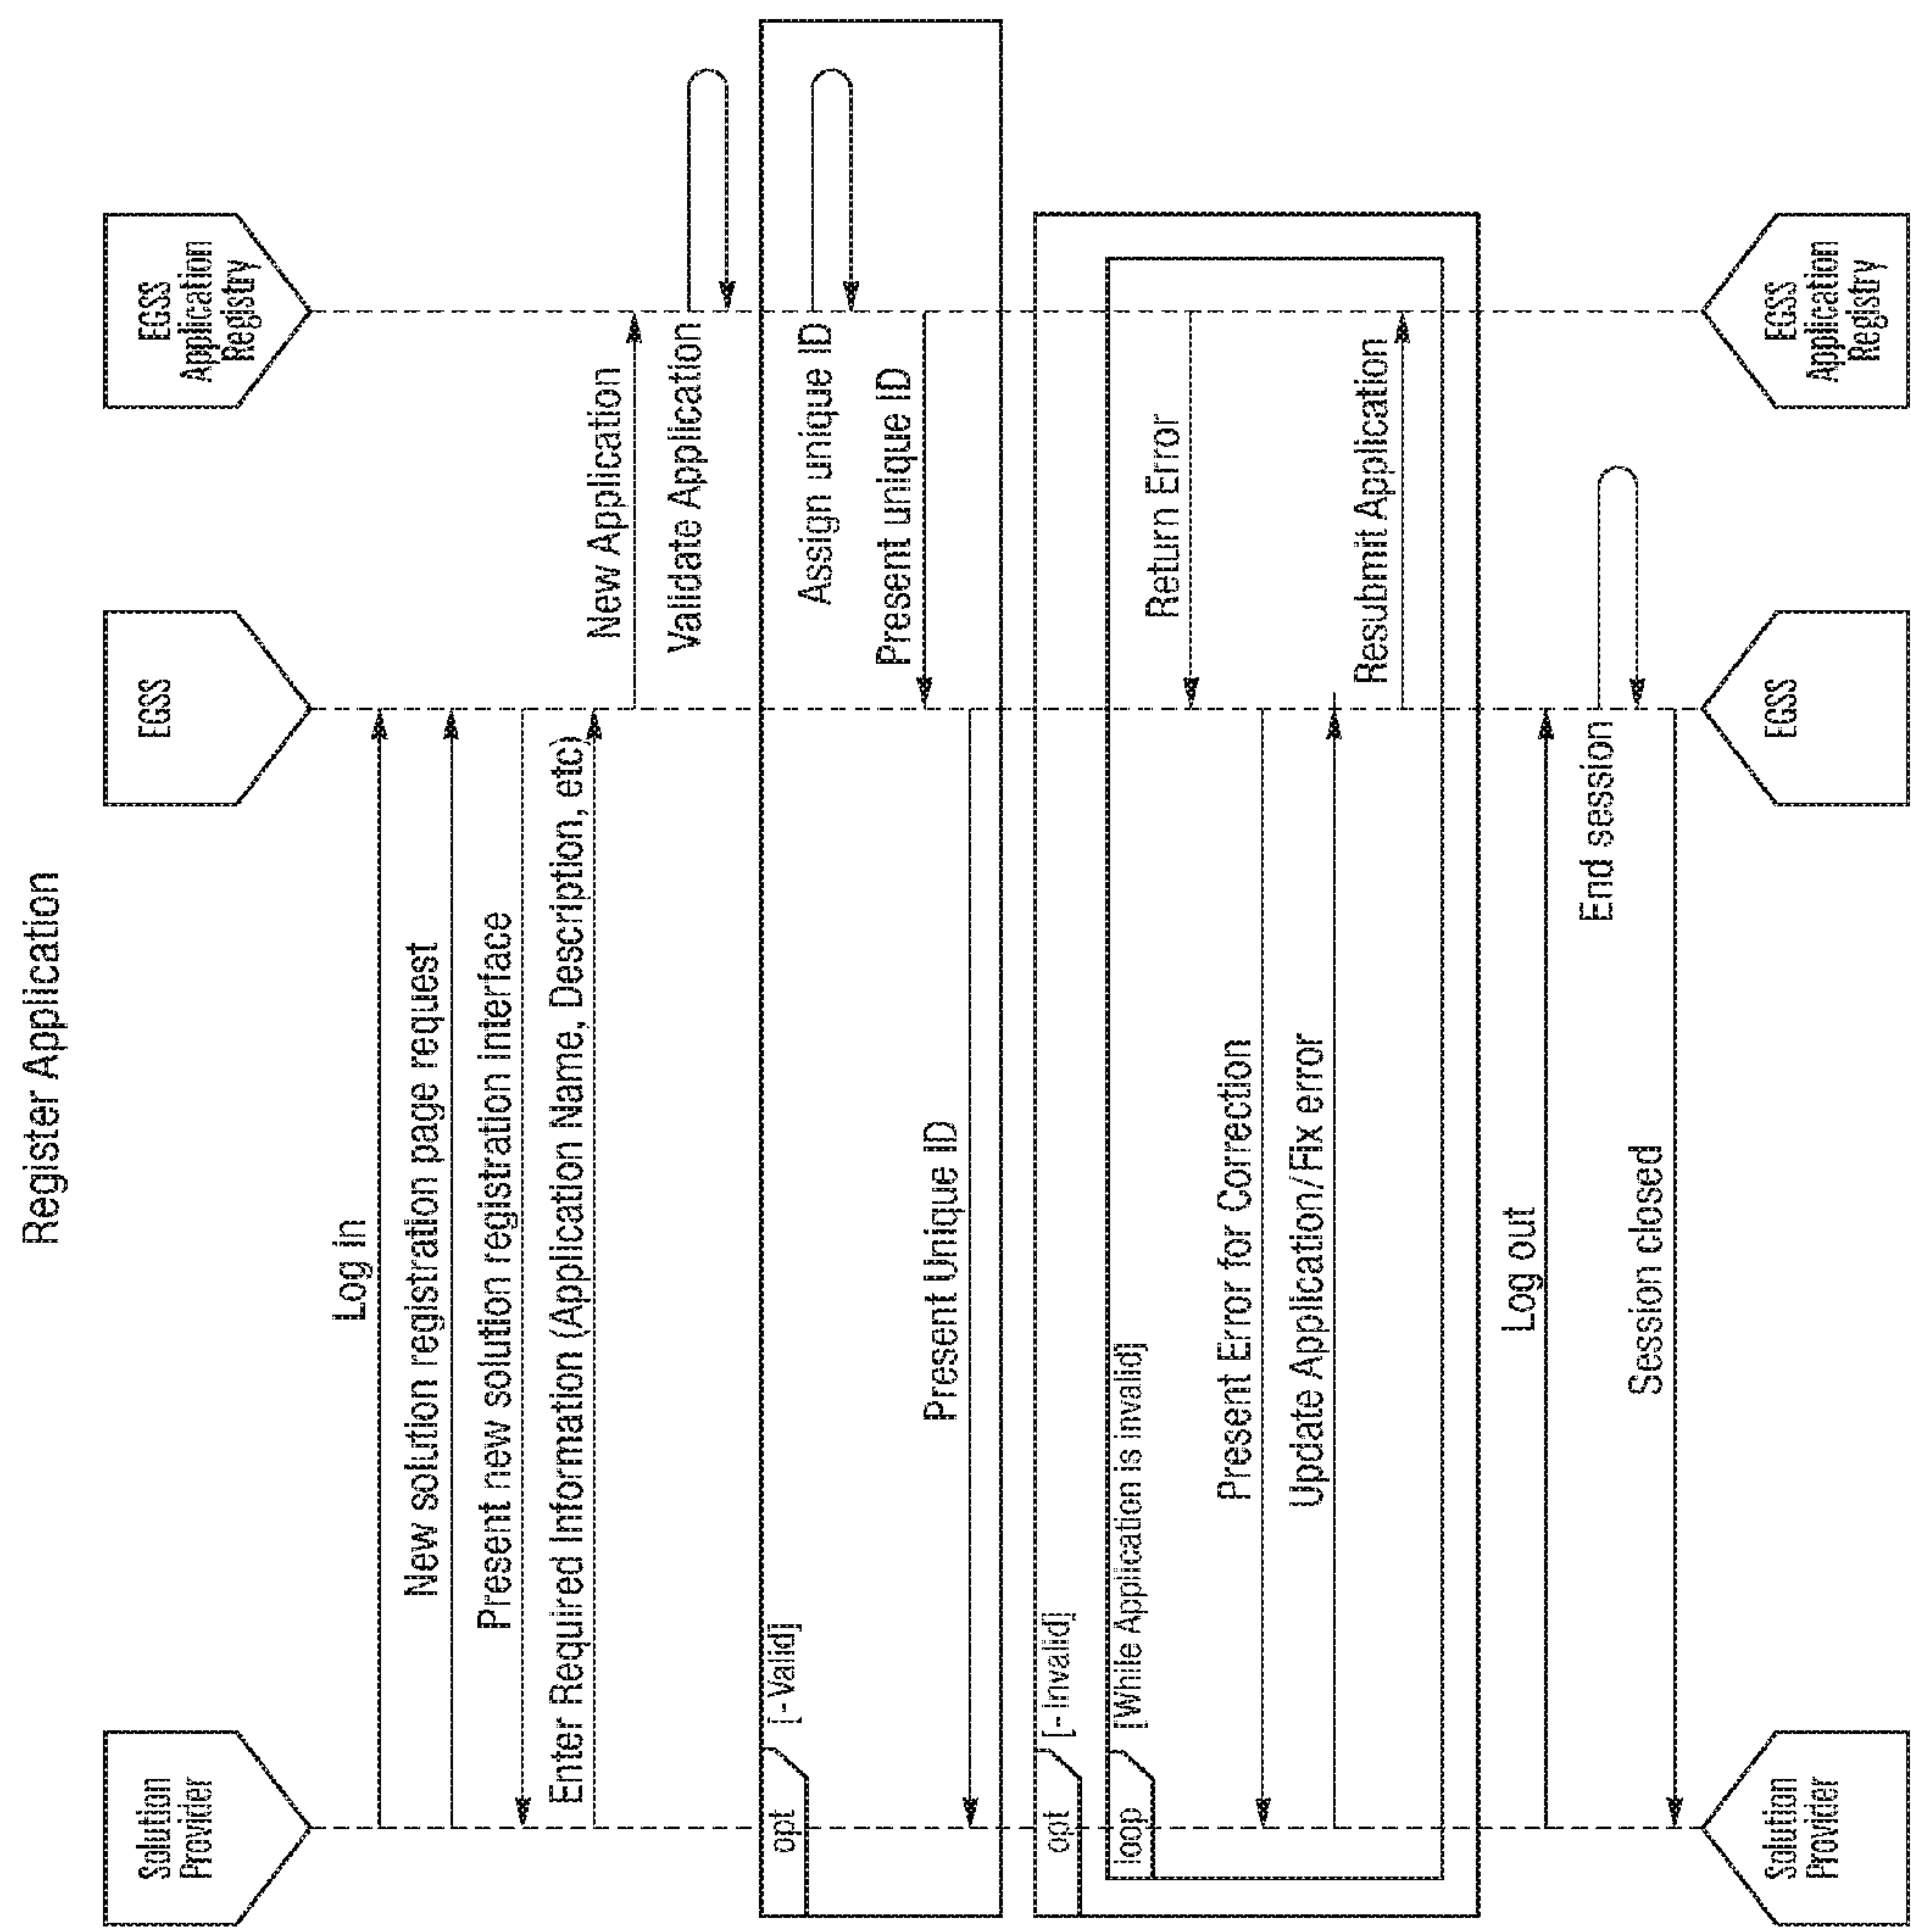 Register Application
Solution
Provider
EGSS
EGSS
Application
Registry
Log in
New solution registration page request
Present new solution registration interface
Enter Required Information (Application Name, Description, etc)
New Application
Validate Application
opt
[-Valid]
Assign unique ID
Present unique ID
Present Unique ID
opt
[-Invalid]
loop
[While Application is invalid]
Return Error
Present Error for Correction
Update Application/Fix error
Resubmit Application
Log out
End session
Session closed
Solution
Provider
EGSS
EGSS
Application
Registry